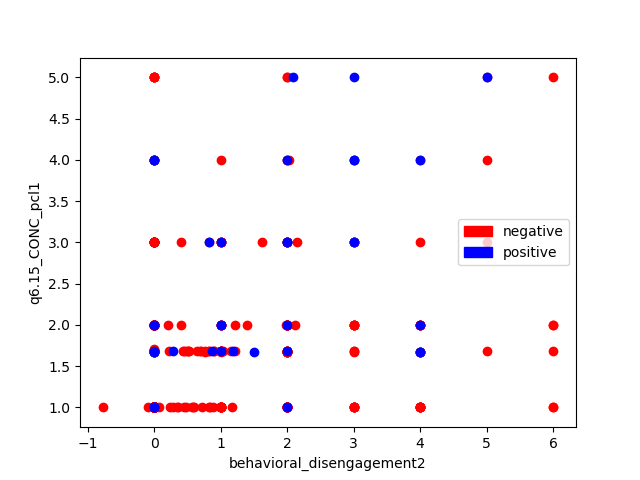 5.0
4.5
4.0
3.5
3.0
2.5
2.0
1.5
1.0
q6.15_CONC_pcl1
negative
positive
−1 0 1 2 3 4 5 6
behavioral_disengagement2